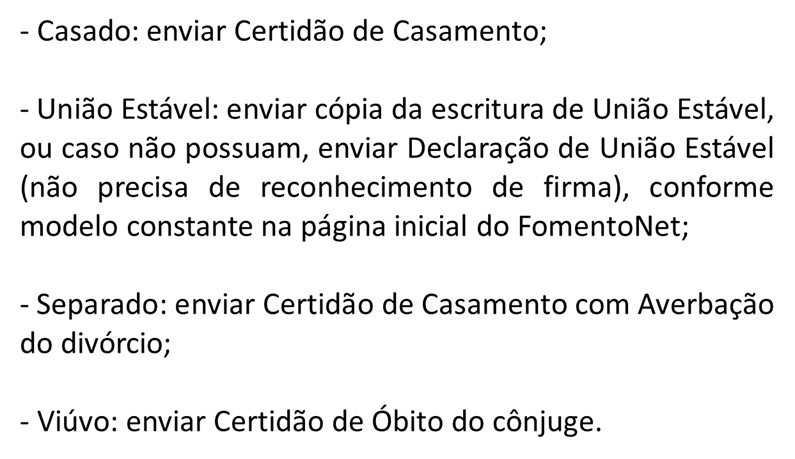 - Casado: enviar Certidão de Casamento;
- União Estável: enviar cópia da escritura de União Estável,
ou caso não possuam, enviar Declaração de União Estável
(não precisa de reconhecimento de firma), conforme
modelo constante na página inicial do FomentoNet;
- Separado: enviar Certidão de Casamento com Averbação
do divórcio;
- Viúvo: enviar Certidão de Óbito do cônjuge.